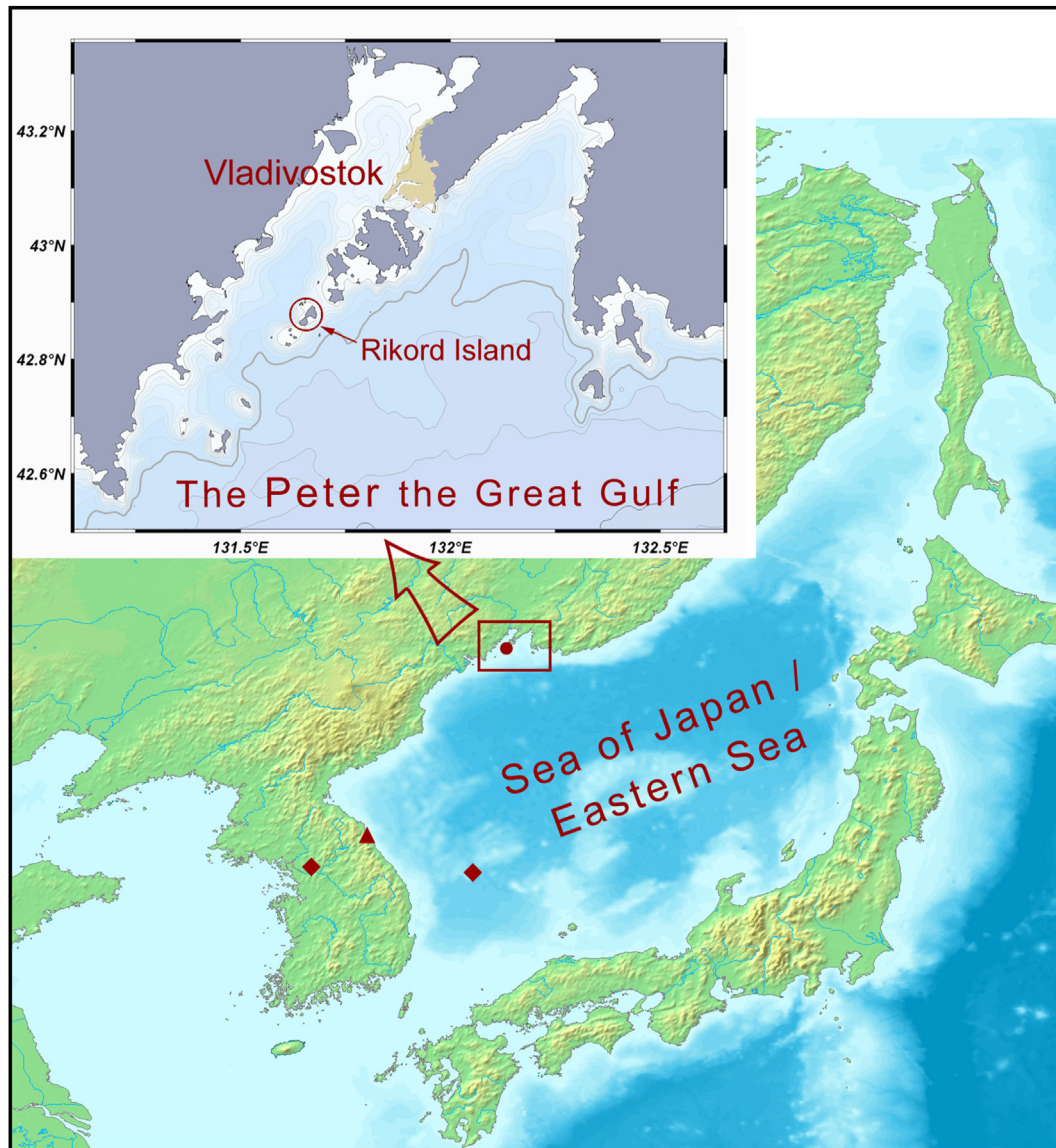 43.2°N
Vladivostok
43°N
Rikord Island
42.8°N
42.6°N
The Peter the Great Gulf
131.5°E
132°E
132.5°E
Sea of Japan /
Eastern Sea